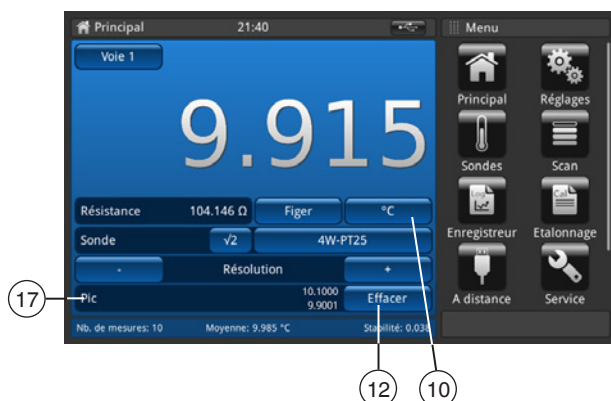 Principal 21:40
Menu
Voie 1
9.915
Principal Réglages
Sondes Scan
Résistance 104.146 Ω Figer °C
Enregistreur Etalonnage
Sonde √2 4W-PT25
- Résolution +
17 Pic 10.1000
9.9001 Effacer
A distance Service
Nb. de mesures: 10 Moyenne: 9.985 °C Stabilité: 0.038
12 10